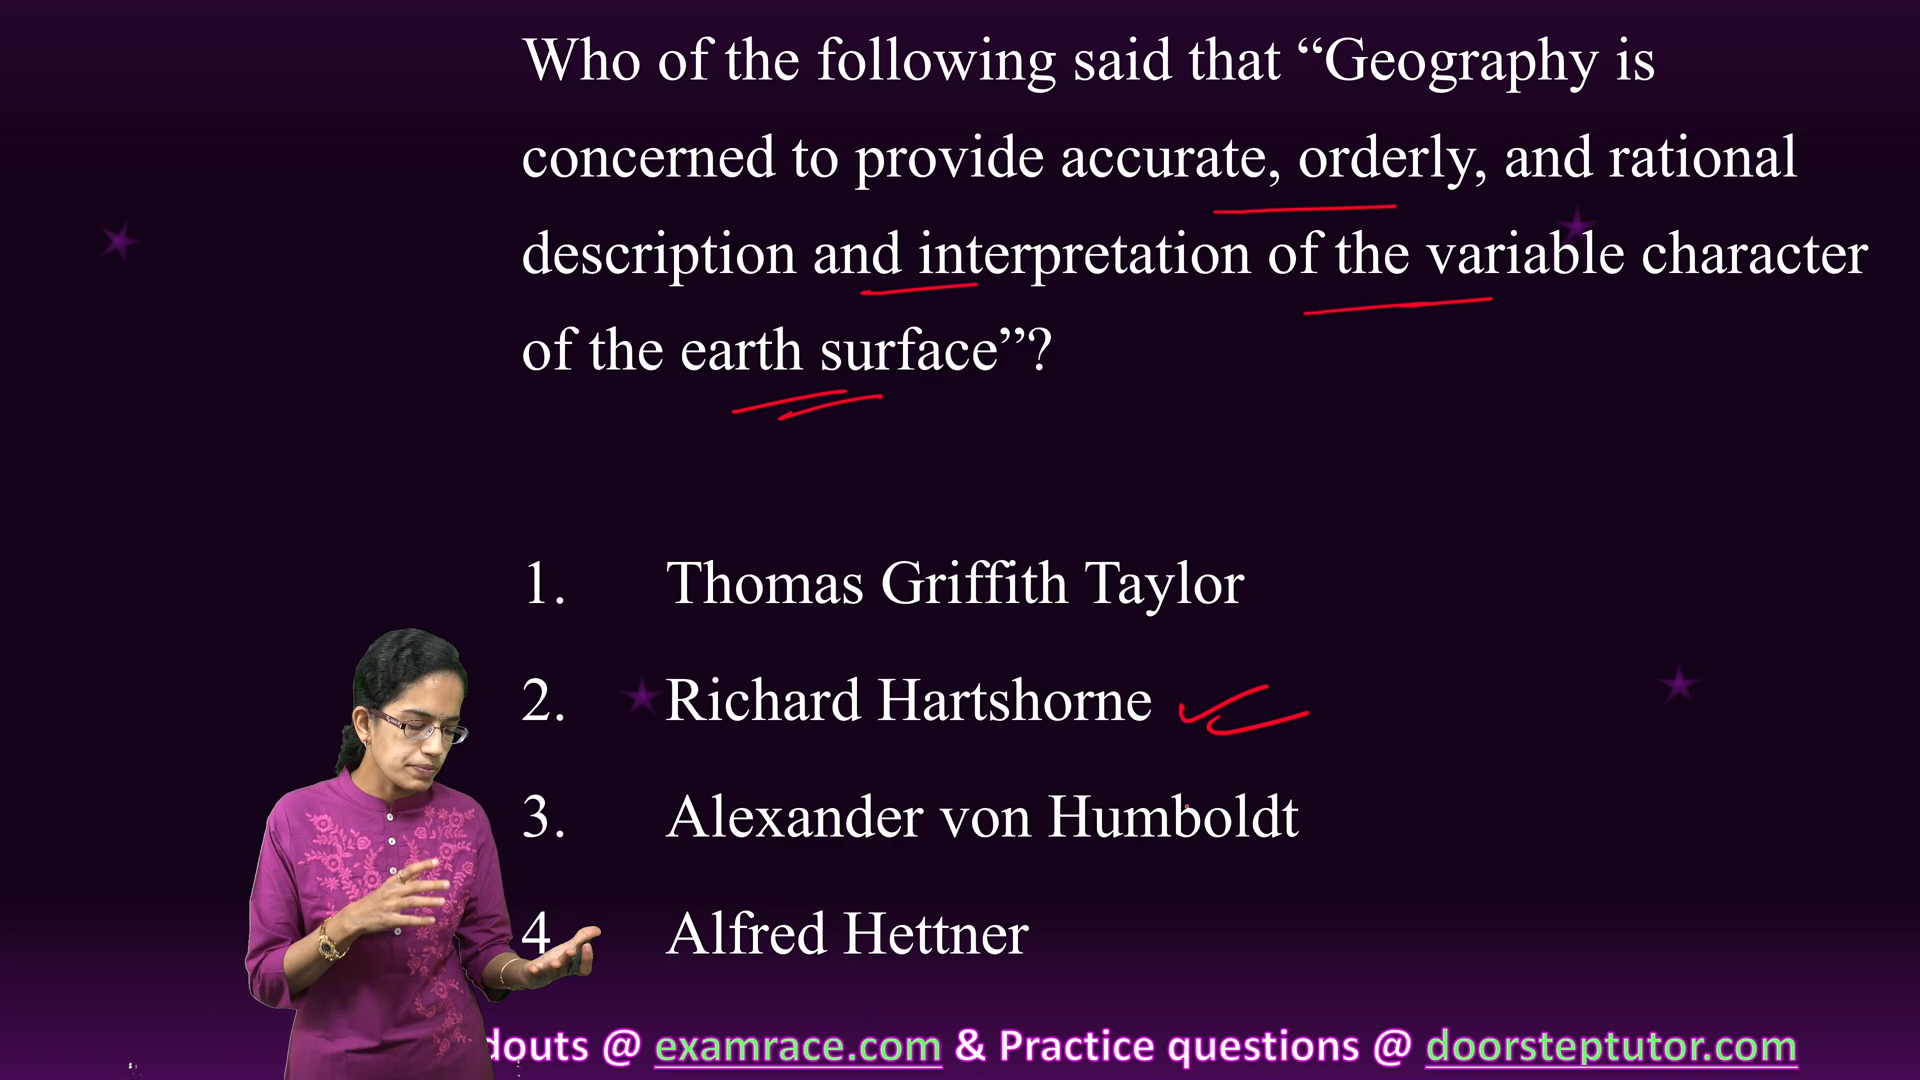 Who of the following said that “Geography is
concerned to provide accurate, orderly, and rational
description and interpretation of the variable character
of the earth surface”?
1. Thomas Griffith Taylor
2. Richard Hartshorne
3. Alexander von Humboldt
4 Alfred Hettner
douts @ examrace.com & Practice questions @ doorsteptutor.com